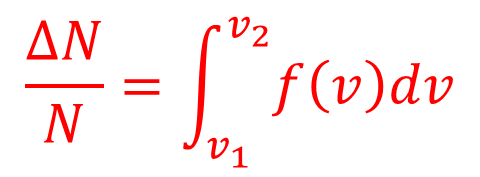 ΔN/N = ∫_{v₁}^{v₂} f(v)dv